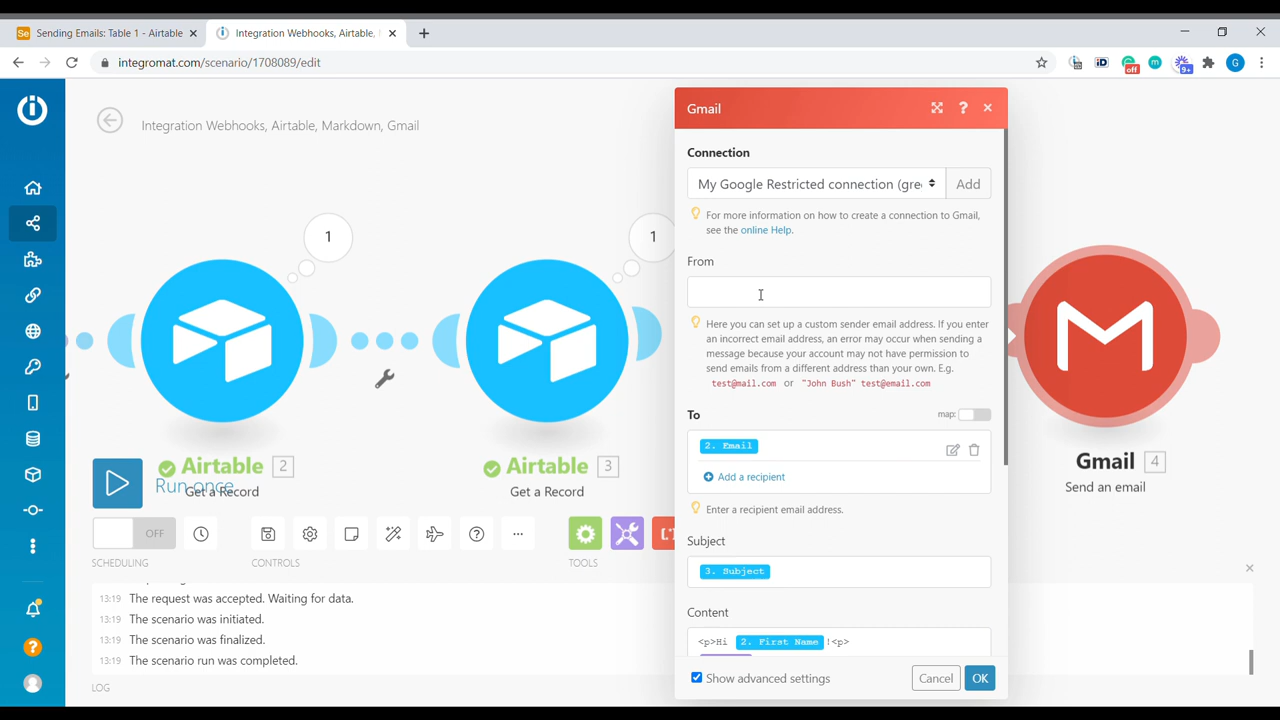 Se Sending Emails: Table 1 - Airtable
Integration Webhooks, Airtable,
integromat.com/scenario/1708089/edit
iD
off
m
9+
G
Integration Webhooks, Airtable, Markdown, Gmail
1
1
Airtable 2
Get a Record
Airtable 3
Get a Record
Gmail 4
Send an email
Run once
OFF
SCHEDULING
CONTROLS
TOOLS
13:19 The request was accepted. Waiting for data.
13:19 The scenario was initiated.
13:19 The scenario was finalized.
13:19 The scenario run was completed.
LOG
Gmail
Connection
My Google Restricted connection (gre
Add
For more information on how to create a connection to Gmail,
see the online Help.
From
Here you can set up a custom sender email address. If you enter
an incorrect email address, an error may occur when sending a
message because your account may not have permission to
send emails from a different address than your own. E.g.
test@mail.com or "John Bush" test@email.com
To
map:
2. Email
Add a recipient
Enter a recipient email address.
Subject
3. Subject
Content
<p>Hi 2. First Name !<p>
Show advanced settings
Cancel
OK